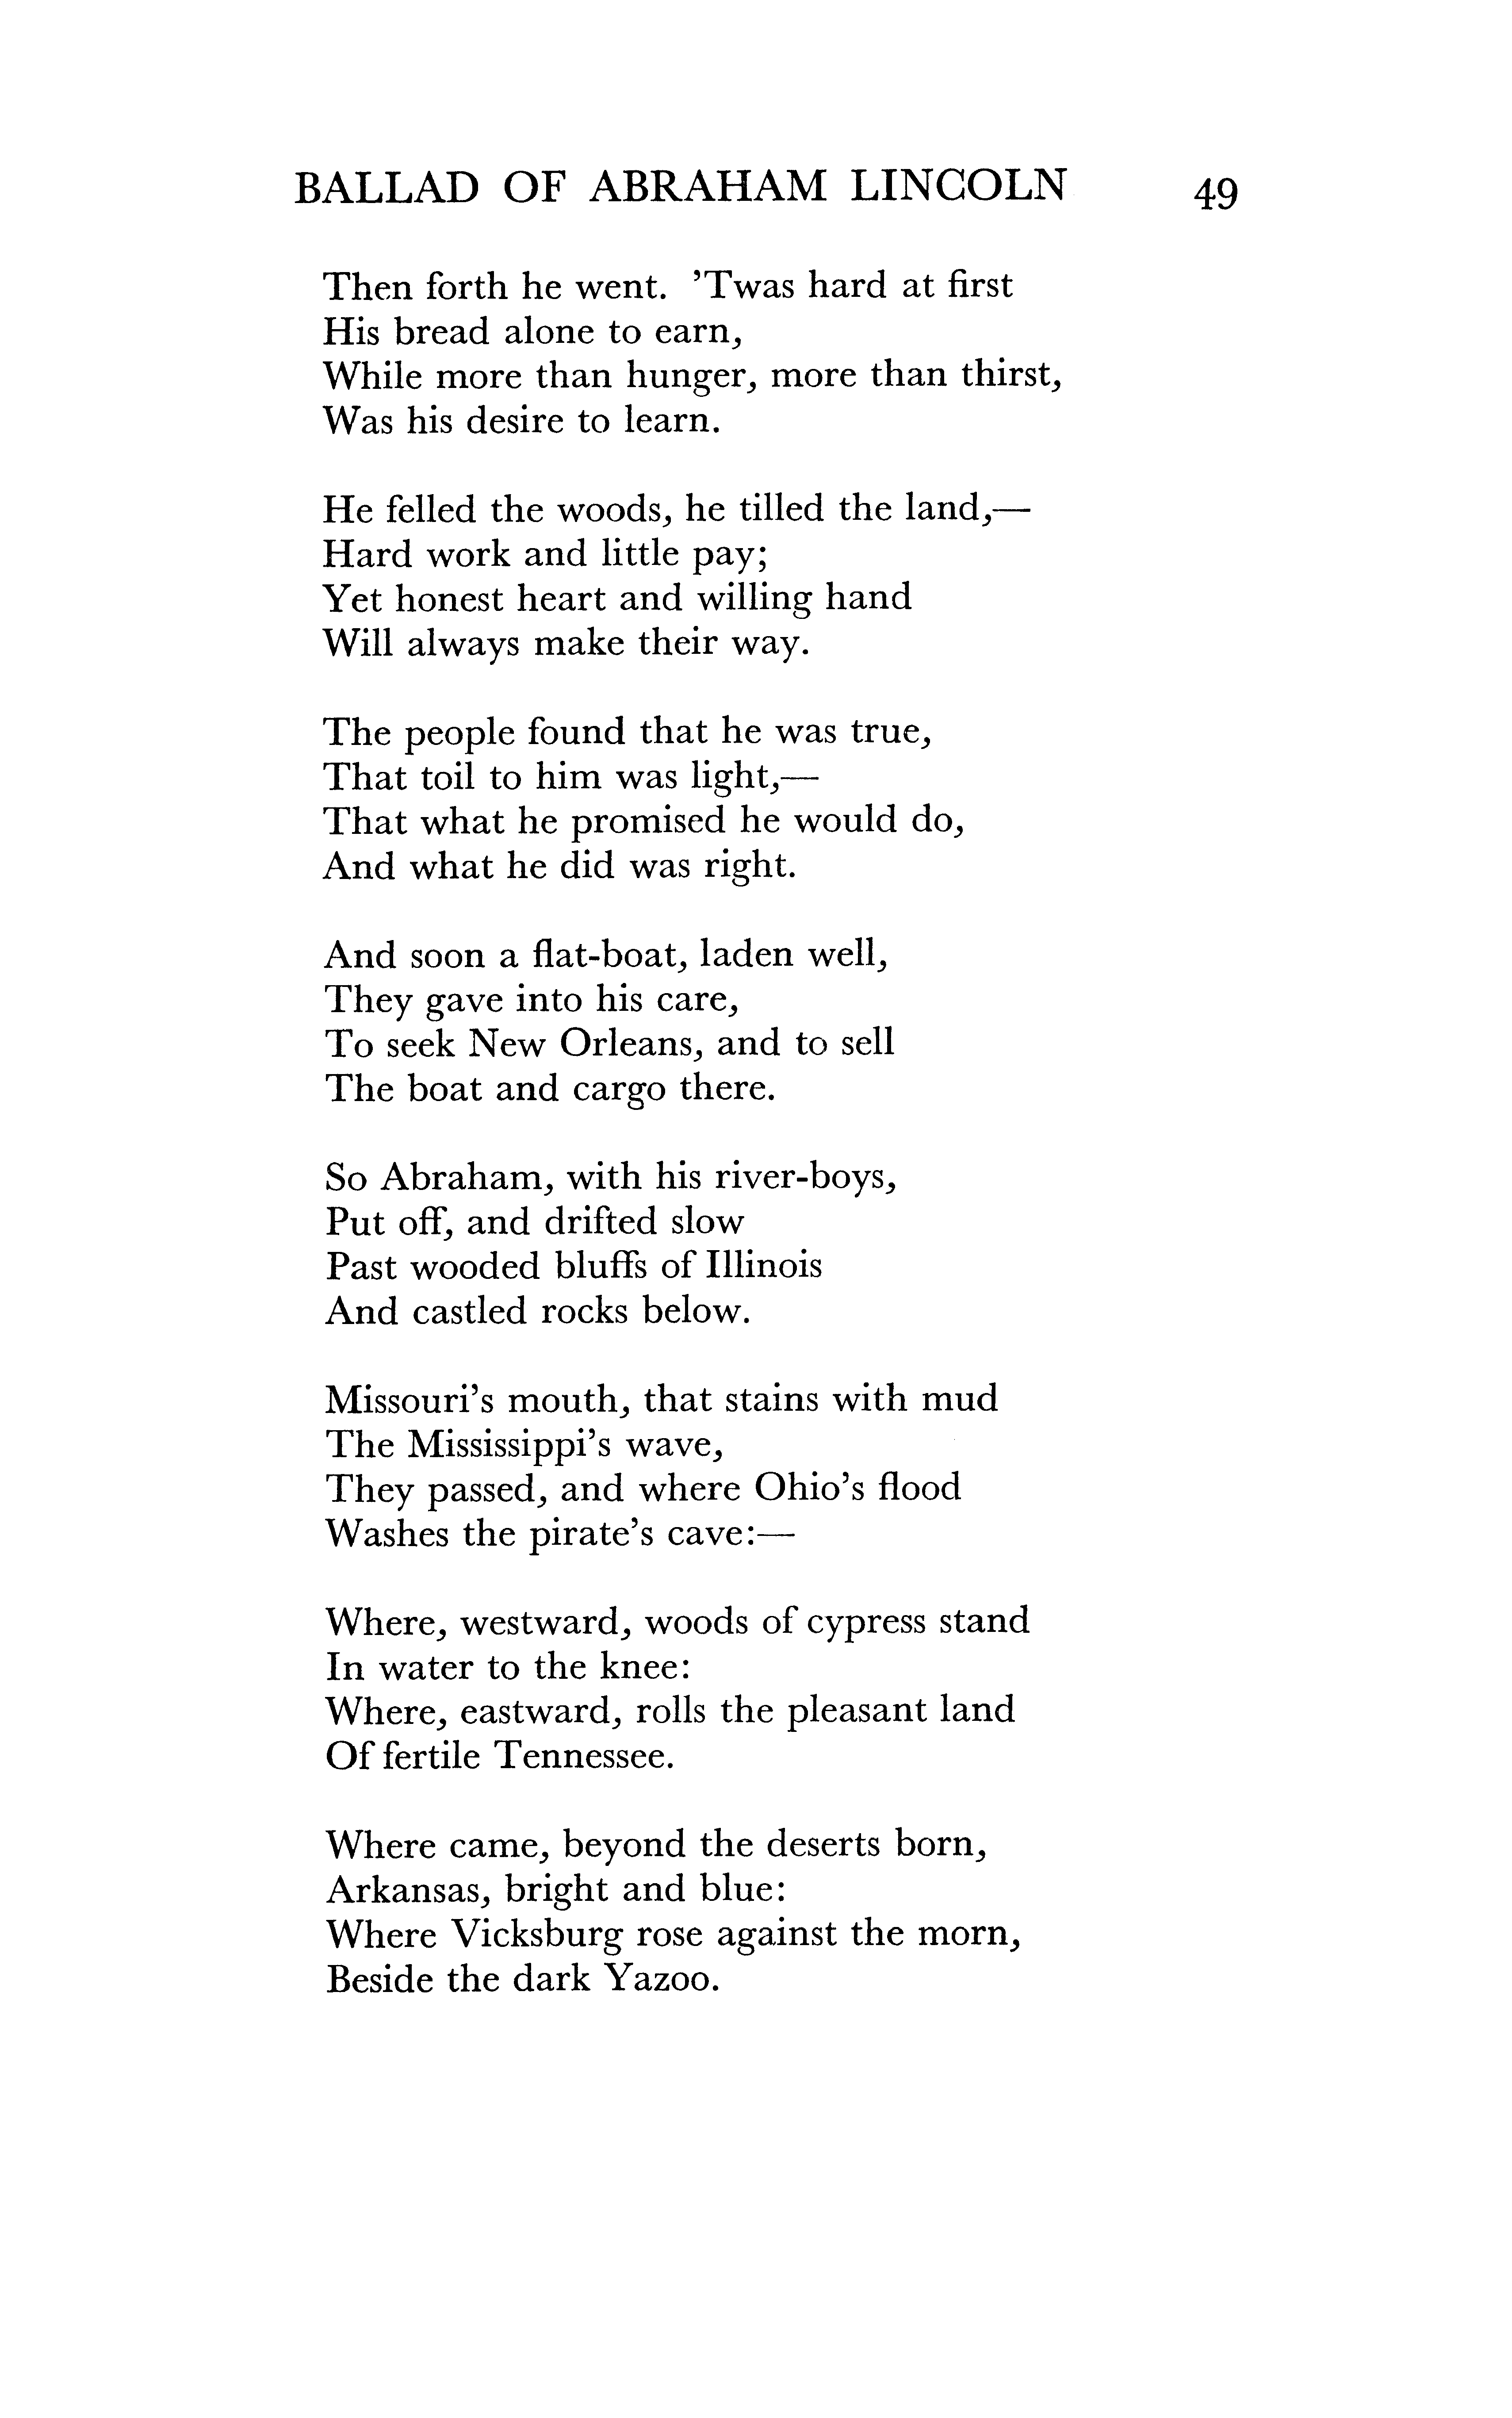 BALLAD OF ABRAHAM LINCOLN 49
Then forth he went. ’Twas hard at first
His bread alone to earn,
While more than hunger, more than thirst,
Was his desire to learn.
He felled the woods, he tilled the land,—
Hard work and little pay;
Yet honest heart and willing hand
Will always make their way.
The people found that he was true,
That toil to him was light,—
That what he promised he would do,
And what he did was right.
And soon a flat-boat, laden well,
They gave into his care,
To seek New Orleans, and to sell
The boat and cargo there.
So Abraham, with his river-boys,
Put off, and drifted slow
Past wooded bluffs of Illinois
And castled rocks below.
Missouri’s mouth, that stains with mud
The Mississippi’s wave,
They passed, and where Ohio’s flood
Washes the pirate’s cave:—
Where, westward, woods of cypress stand
In water to the knee:
Where, eastward, rolls the pleasant land
Of fertile Tennessee.
Where came, beyond the deserts born,
Arkansas, bright and blue:
Where Vicksburg rose against the morn,
Beside the dark Yazoo.